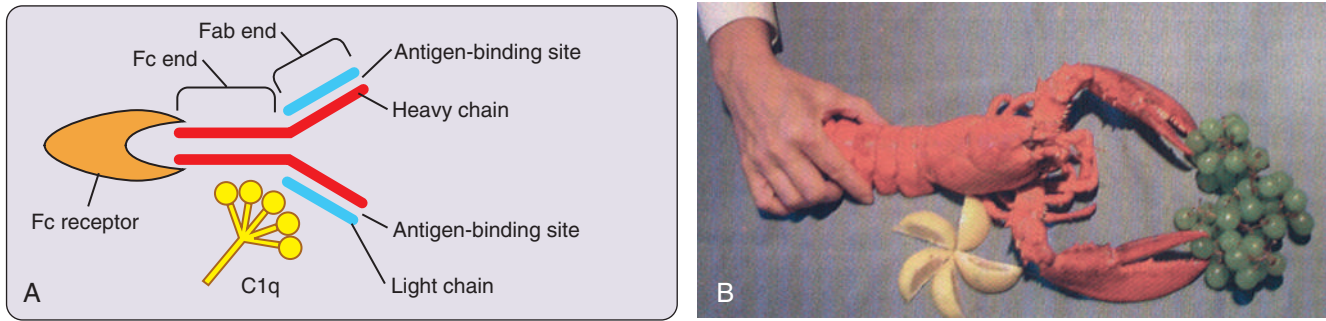 Fab end
Fc end
Antigen-binding site
Heavy chain
Fc receptor
Antigen-binding site
C1q
Light chain
A
B